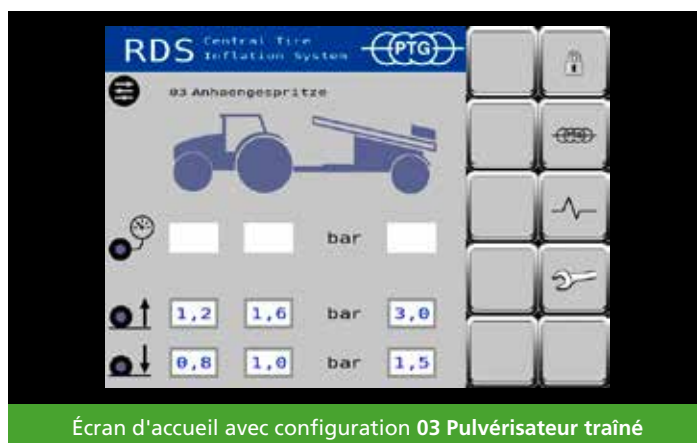 RDS Central Tire
Inflation System
PTG
03 Anhaengespritze
PTG
bar
1,2 1,6 bar 3,0
0,8 1,0 bar 1,5
Écran d'accueil avec configuration 03 Pulvérisateur traîné